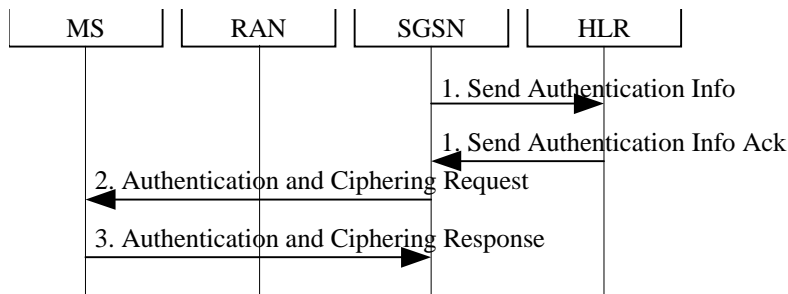 MS RAN SGSN HLR
1. Send Authentication Info
1. Send Authentication Info Ack
2. Authentication and Ciphering Request
3. Authentication and Ciphering Response